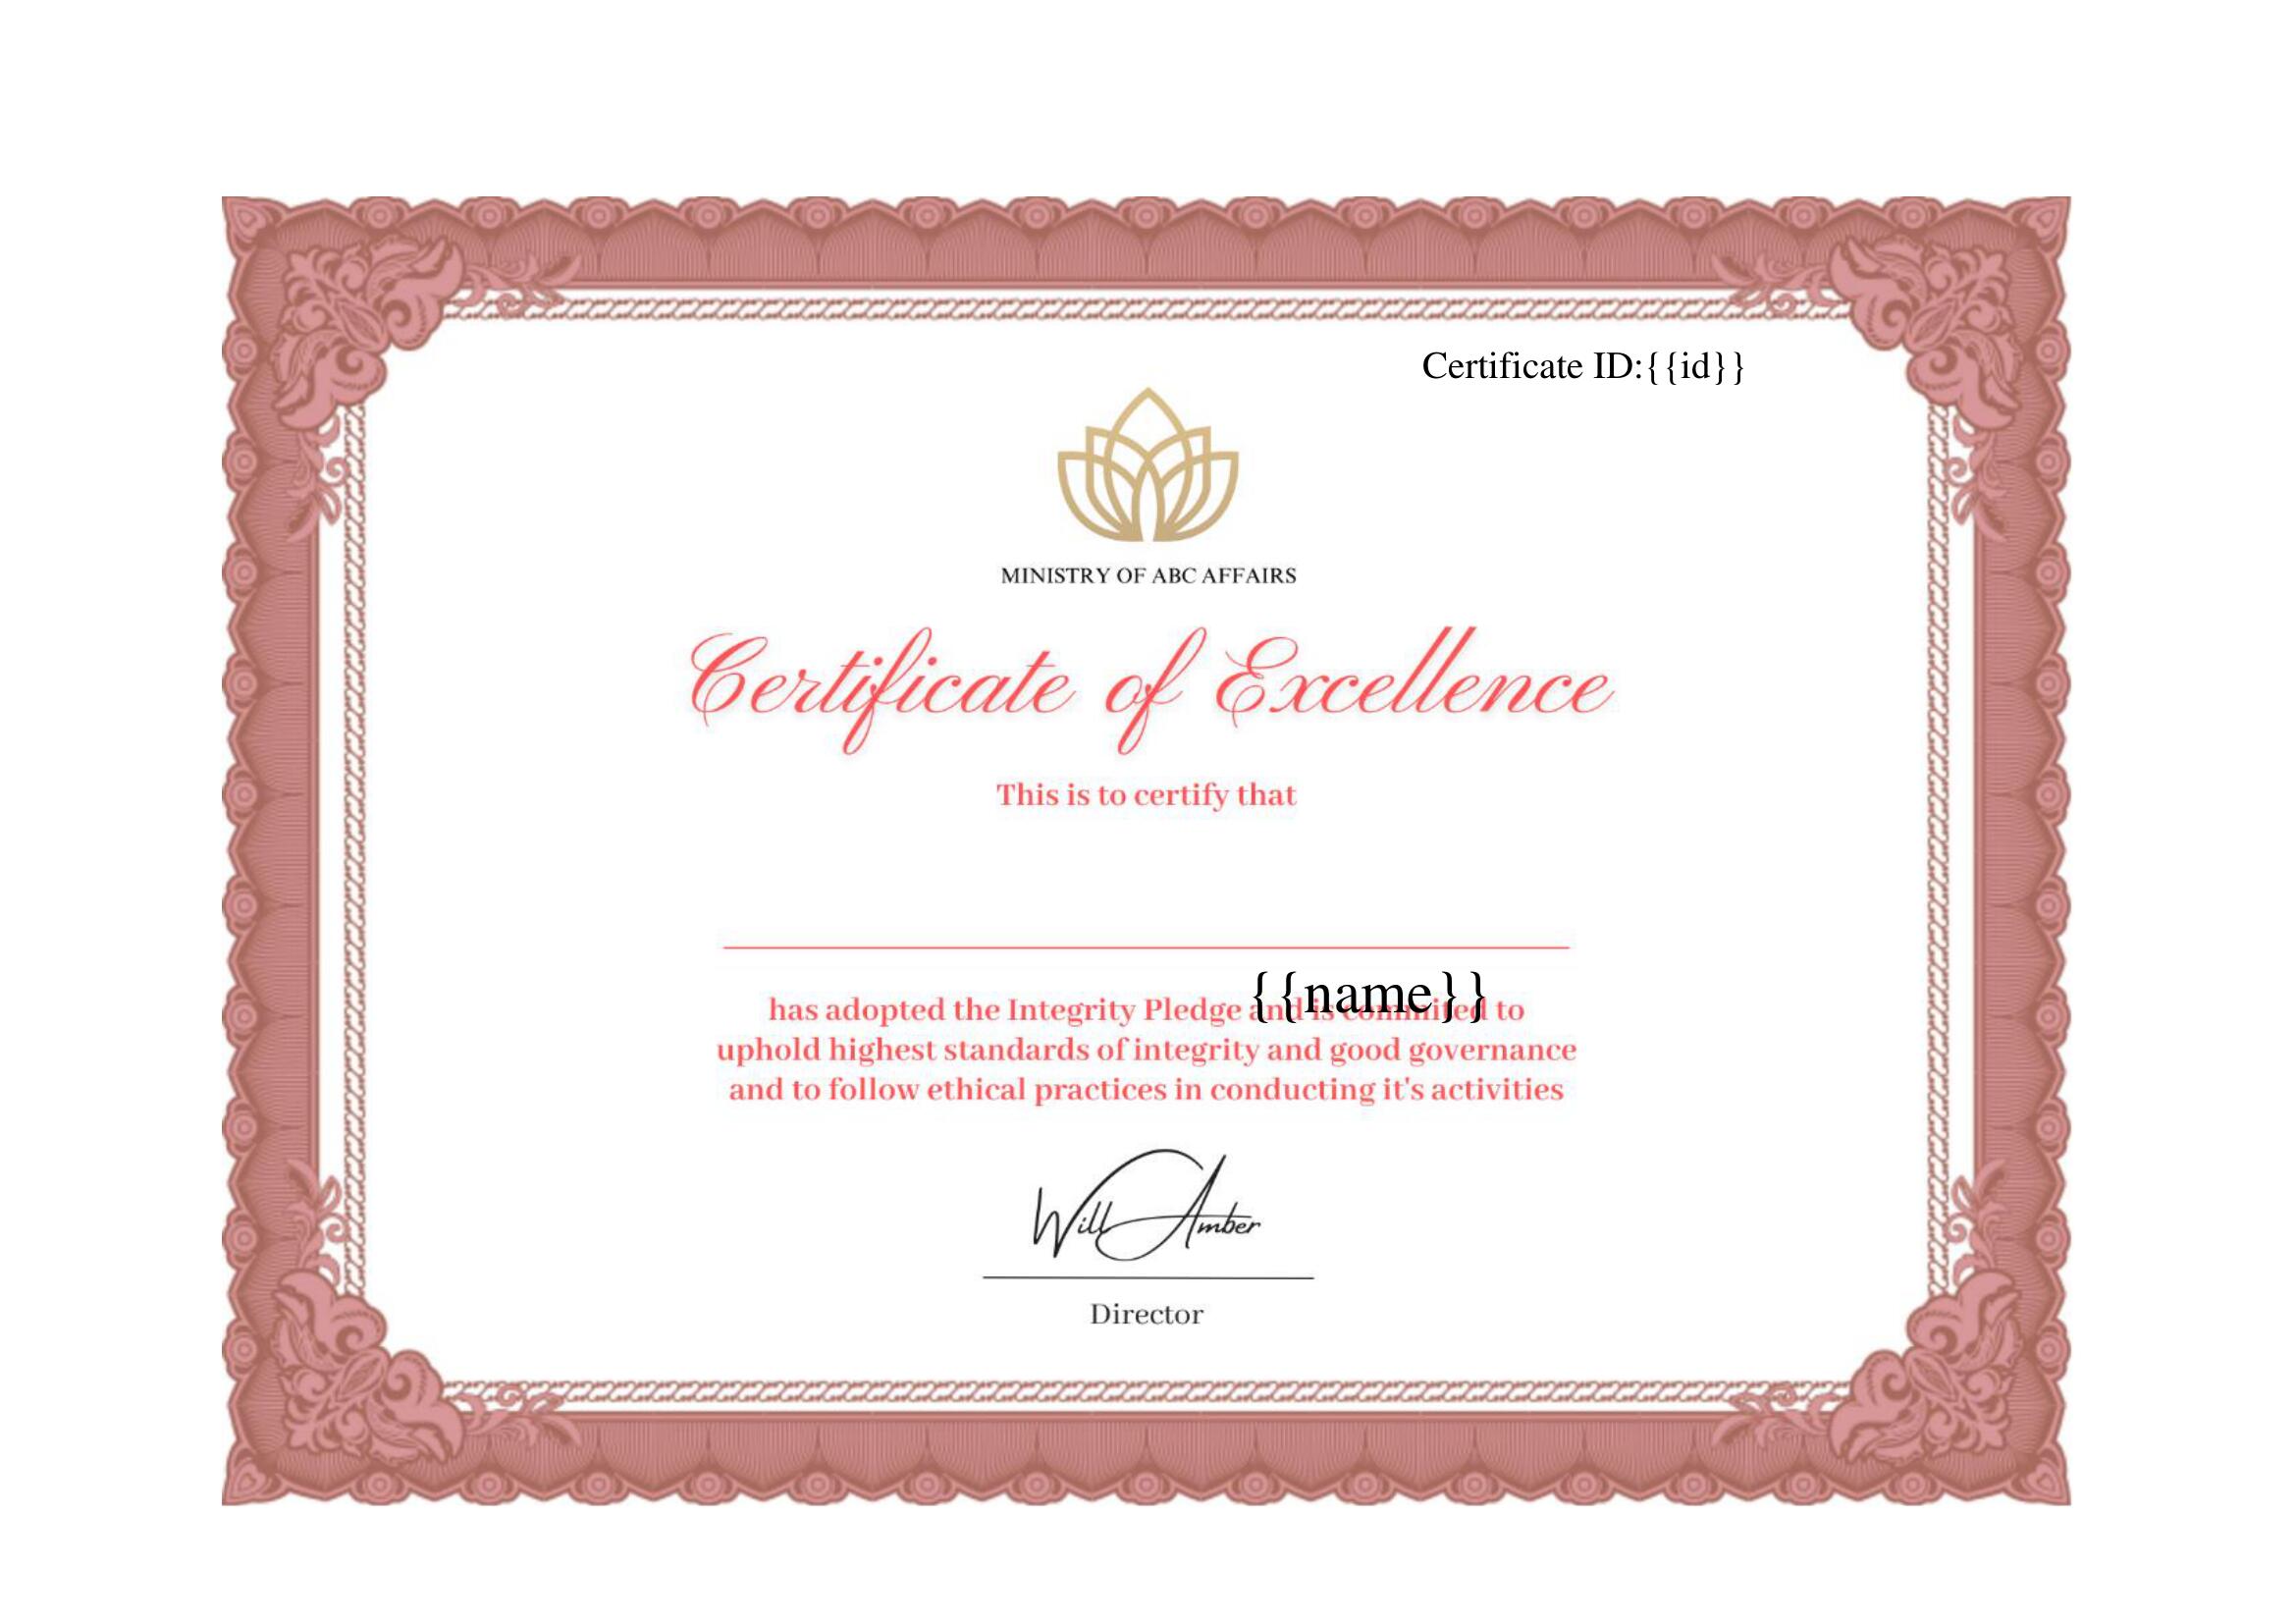 Certificate ID:{{id}}
MINISTRY OF ABC AFFAIRS
Certificate of Excellence
This is to certify that
{{name}}
has adopted the Integrity Pledge and is commited to
uphold highest standards of integrity and good governance
and to follow ethical practices in conducting it's activities
Will Amber
Director